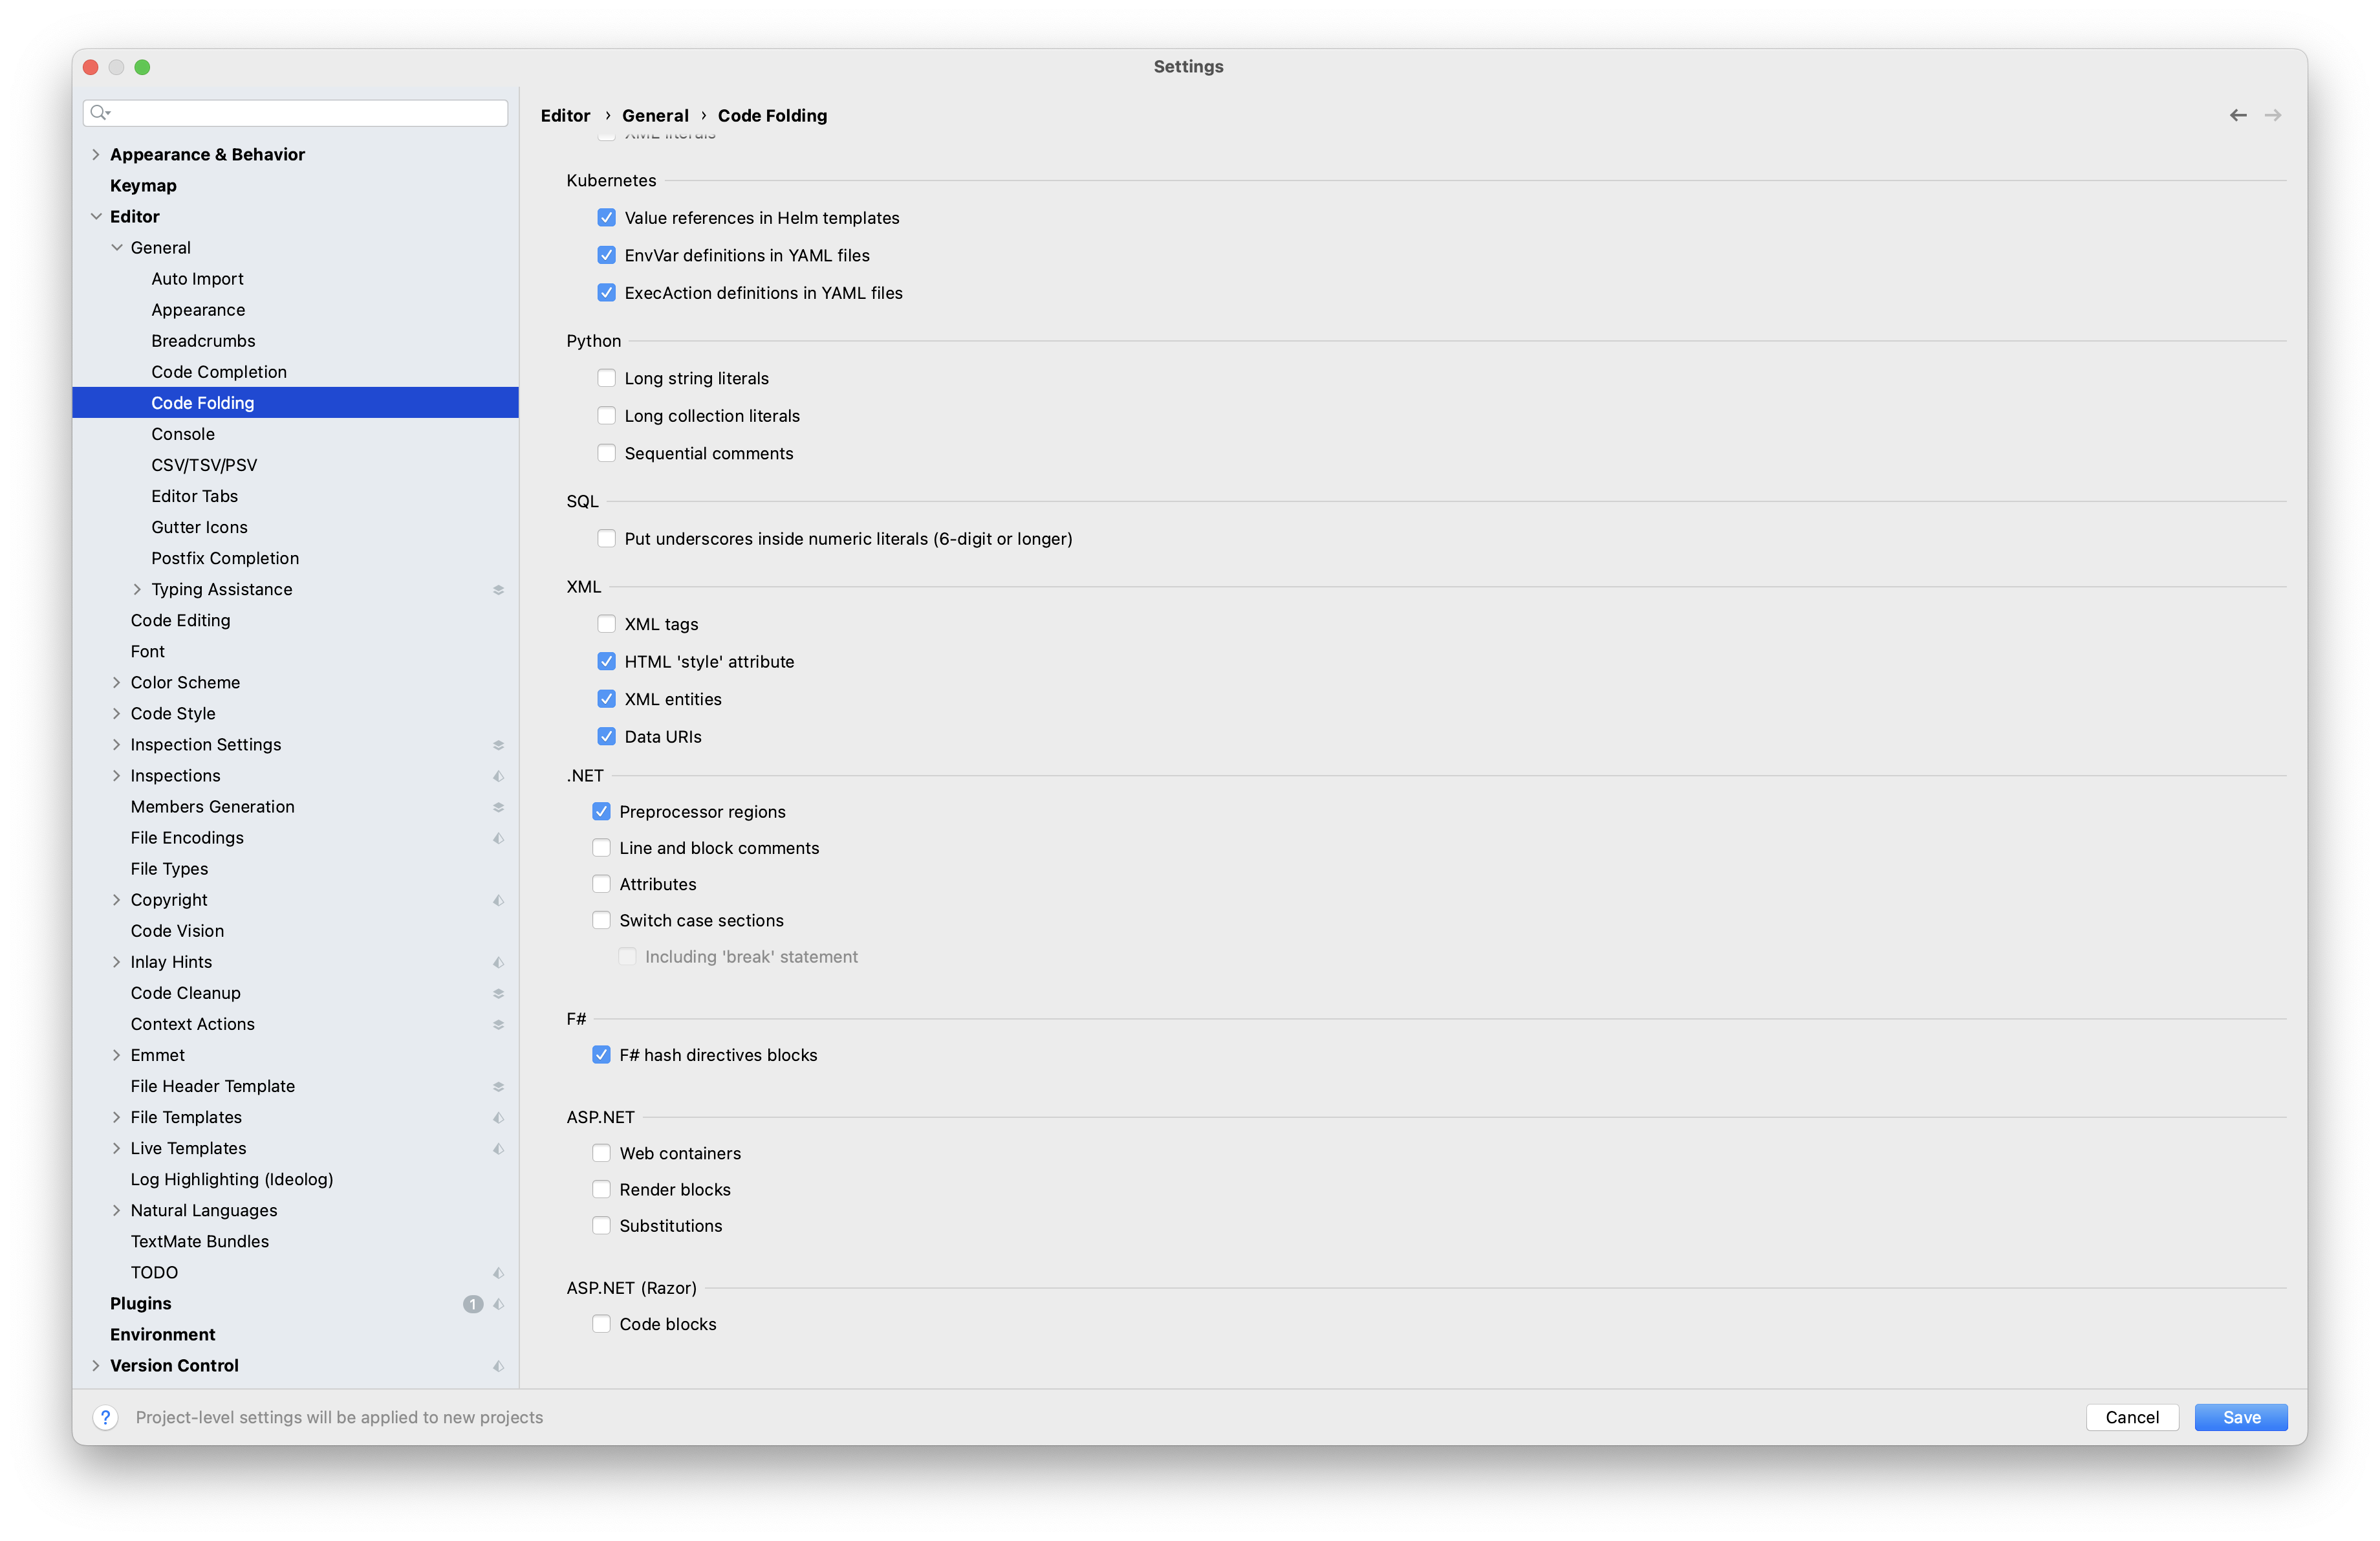 Settings
Appearance & Behavior
Keymap
Editor
General
Auto Import
Appearance
Breadcrumbs
Code Completion
Code Folding
Console
CSV/TSV/PSV
Editor Tabs
Gutter Icons
Postfix Completion
Typing Assistance
Code Editing
Font
Color Scheme
Code Style
Inspection Settings
Inspections
Members Generation
File Encodings
File Types
Copyright
Code Vision
Inlay Hints
Code Cleanup
Context Actions
Emmet
File Header Template
File Templates
Live Templates
Log Highlighting (Ideolog)
Natural Languages
TextMate Bundles
TODO
Plugins 1
Environment
Version Control
Editor › General › Code Folding
XML literals
Kubernetes
Value references in Helm templates
EnvVar definitions in YAML files
ExecAction definitions in YAML files
Python
Long string literals
Long collection literals
Sequential comments
SQL
Put underscores inside numeric literals (6-digit or longer)
XML
XML tags
HTML 'style' attribute
XML entities
Data URIs
.NET
Preprocessor regions
Line and block comments
Attributes
Switch case sections
Including 'break' statement
F#
F# hash directives blocks
ASP.NET
Web containers
Render blocks
Substitutions
ASP.NET (Razor)
Code blocks
? Project-level settings will be applied to new projects
Cancel
Save